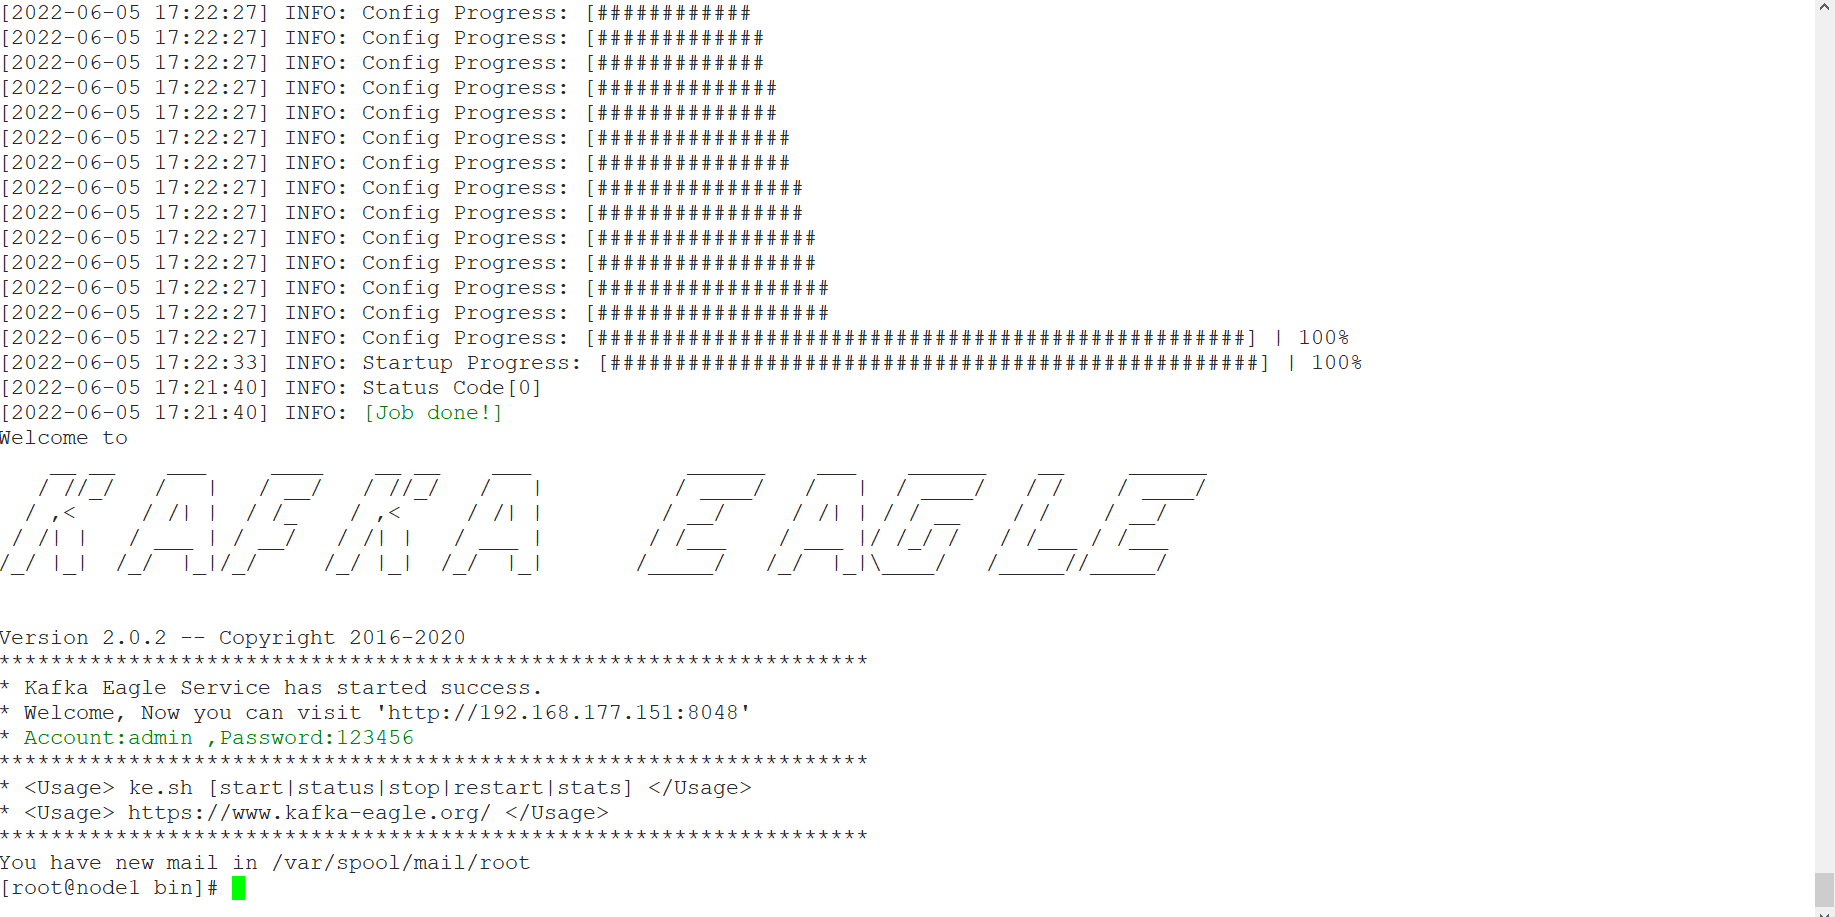 [2022-06-05 17:22:27] INFO: Config Progress: [############
[2022-06-05 17:22:27] INFO: Config Progress: [#############
[2022-06-05 17:22:27] INFO: Config Progress: [#############
[2022-06-05 17:22:27] INFO: Config Progress: [##############
[2022-06-05 17:22:27] INFO: Config Progress: [##############
[2022-06-05 17:22:27] INFO: Config Progress: [###############
[2022-06-05 17:22:27] INFO: Config Progress: [###############
[2022-06-05 17:22:27] INFO: Config Progress: [################
[2022-06-05 17:22:27] INFO: Config Progress: [################
[2022-06-05 17:22:27] INFO: Config Progress: [#################
[2022-06-05 17:22:27] INFO: Config Progress: [#################
[2022-06-05 17:22:27] INFO: Config Progress: [##################
[2022-06-05 17:22:27] INFO: Config Progress: [##################
[2022-06-05 17:22:27] INFO: Config Progress: [##################################################] | 100%
[2022-06-05 17:22:33] INFO: Startup Progress: [##################################################] | 100%
[2022-06-05 17:21:40] INFO: Status Code[0]
[2022-06-05 17:21:40] INFO: [Job done!]
Welcome to
KAFKA EAGLE
Version 2.0.2 -- Copyright 2016-2020
*******************************************************************
* Kafka Eagle Service has started success.
* Welcome, Now you can visit 'http://192.168.177.151:8048'
* Account:admin ,Password:123456
*******************************************************************
* <Usage> ke.sh [start|status|stop|restart|stats] </Usage>
* <Usage> https://www.kafka-eagle.org/ </Usage>
*******************************************************************
You have new mail in /var/spool/mail/root
[root@node1 bin]#